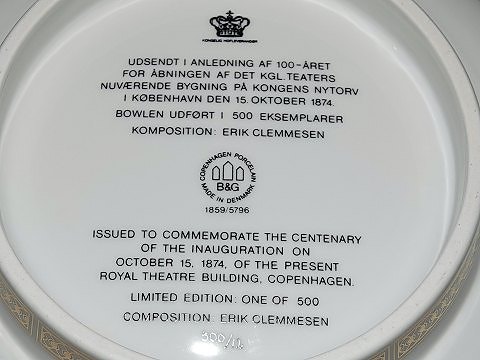 KONGELIG HOFLEVERANDØR
UDSENDT I ANLEDNING AF 100-ÅRET
FOR ÅBNINGEN AF DET KGL. TEATERS
NUVÆRENDE BYGNING PÅ KONGENS NYTORV
I KØBENHAVN DEN 15. OKTOBER 1874.
BOWLEN UDFØRT I 500 EKSEMPLARER
KOMPOSITION: ERIK CLEMMESEN
COPENHAGEN PORCELAIN
B&G
MADE IN DENMARK
1859/5796
ISSUED TO COMMEMORATE THE CENTENARY
OF THE INAUGURATION ON
OCTOBER 15, 1874, OF THE PRESENT
ROYAL THEATRE BUILDING, COPENHAGEN.
LIMITED EDITION: ONE OF 500
COMPOSITION: ERIK CLEMMESEN